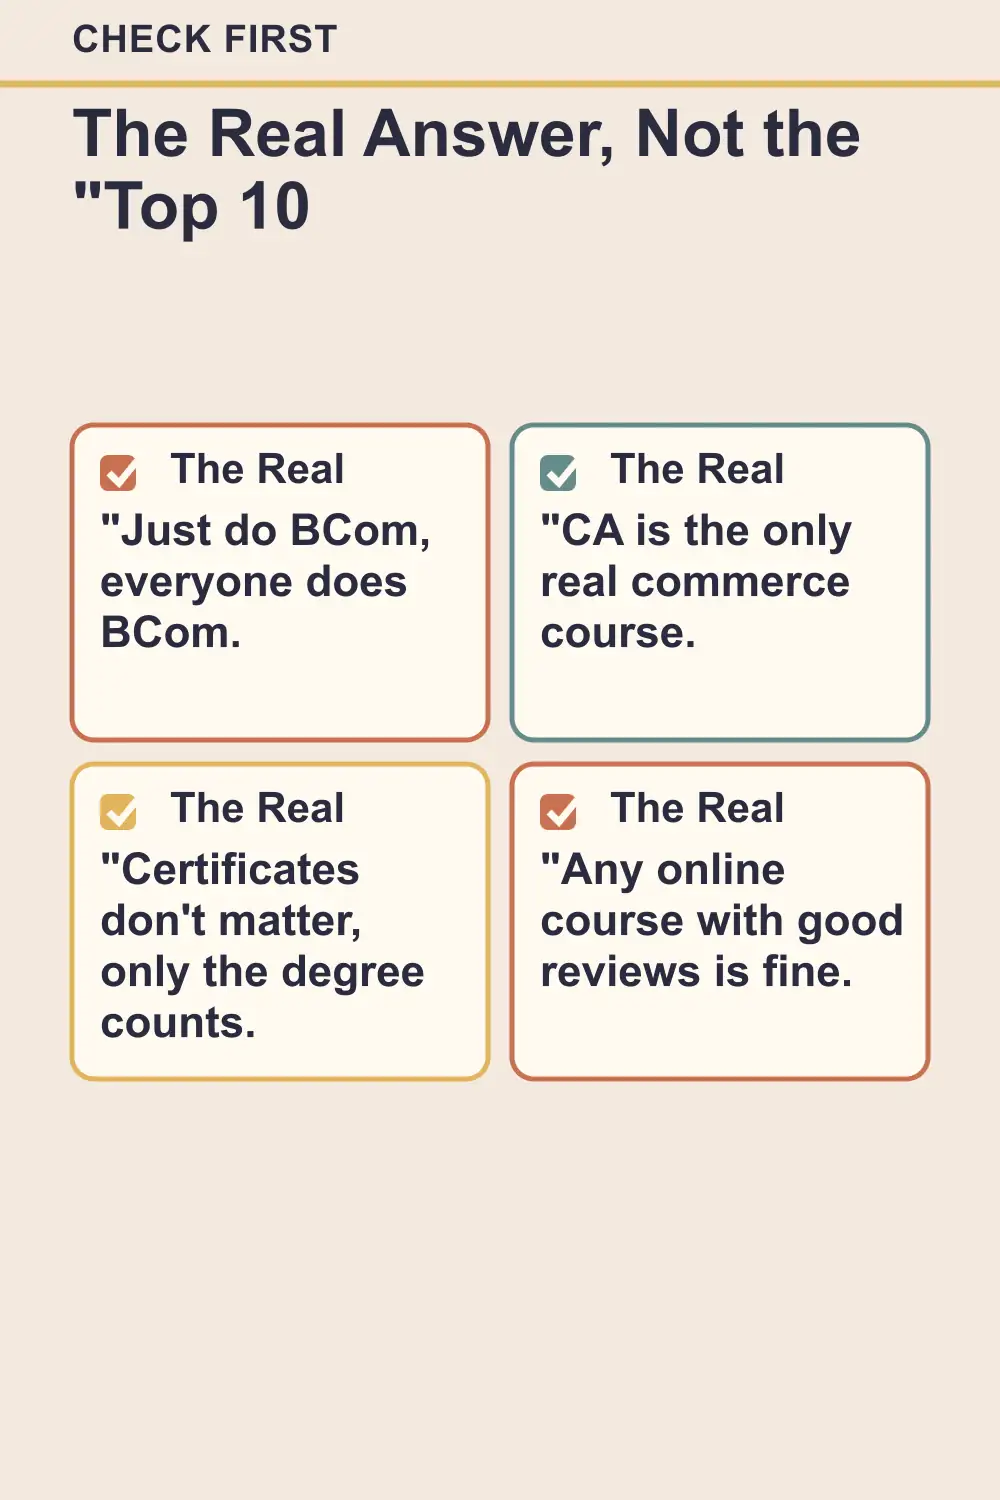 CHECK FIRST
The Real Answer, Not the
"Top 10
The Real
"Just do BCom,
everyone does
BCom.
The Real
"CA is the only
real commerce
course.
The Real
"Certificates
don't matter,
only the degree
counts.
The Real
"Any online
course with good
reviews is fine.